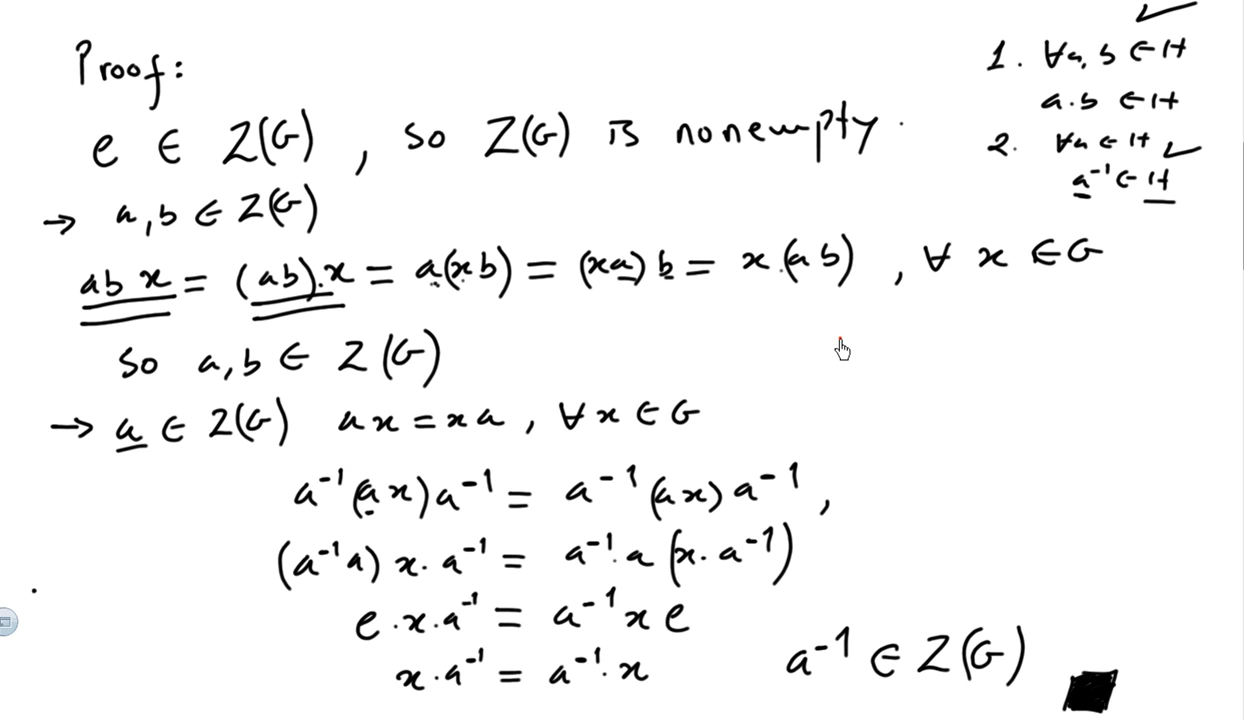 Proof:
e ∈ Z(G), so Z(G) is nonempty.
→ a, b ∈ Z(G)
ab x = (ab).x = a(xb) = (xa) b = x.(ab), ∀ x ∈ G
So a, b ∈ Z(G)
→ a ∈ Z(G) ax = xa, ∀ x ∈ G
a⁻¹(ax)a⁻¹ = a⁻¹(ax)a⁻¹,
(a⁻¹a) x. a⁻¹ = a⁻¹.a (x. a⁻¹)
e.x.a⁻¹ = a⁻¹x e
x.a⁻¹ = a⁻¹.x a⁻¹ ∈ Z(G)
1. ∀a, b ∈ H
a.b ∈ H
2. ∀a ∈ H
a⁻¹ ∈ H